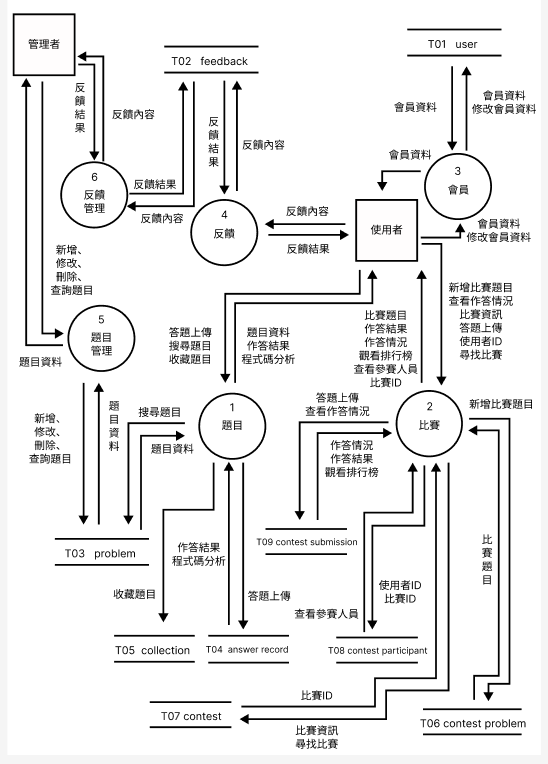 管理者
T02 feedback
T01 user
反
饋
結
果
反饋內容
反
饋
結
果
反饋內容
會員資料
會員資料
修改會員資料
會員資料
6
反饋
管理
反饋結果
反饋內容
4
反饋
反饋內容
反饋結果
使用者
3
會員
會員資料
修改會員資料
新增、
修改、
刪除、
查詢題目
5
題目
管理
題目資料
答題上傳
搜尋題目
收藏題目
題目資料
作答結果
程式碼分析
比賽題目
作答結果
作答情況
觀看排行榜
查看參賽人員
比賽ID
新增比賽題目
查看作答情況
比賽資訊
答題上傳
使用者ID
尋找比賽
新增、
修改、
刪除、
查詢題目
題
目
資
料
搜尋題目
題目資料
1
題目
答題上傳
查看作答情況
作答情況
作答結果
觀看排行榜
2
比賽
新增比賽題目
T03 problem
T09 contest submission
比
賽
題
目
作答結果
程式碼分析
收藏題目
答題上傳
查看參賽人員
使用者ID
比賽ID
T05 collection
T04 answer record
T08 contest participant
比賽ID
T07 contest
比賽資訊
尋找比賽
T06 contest problem